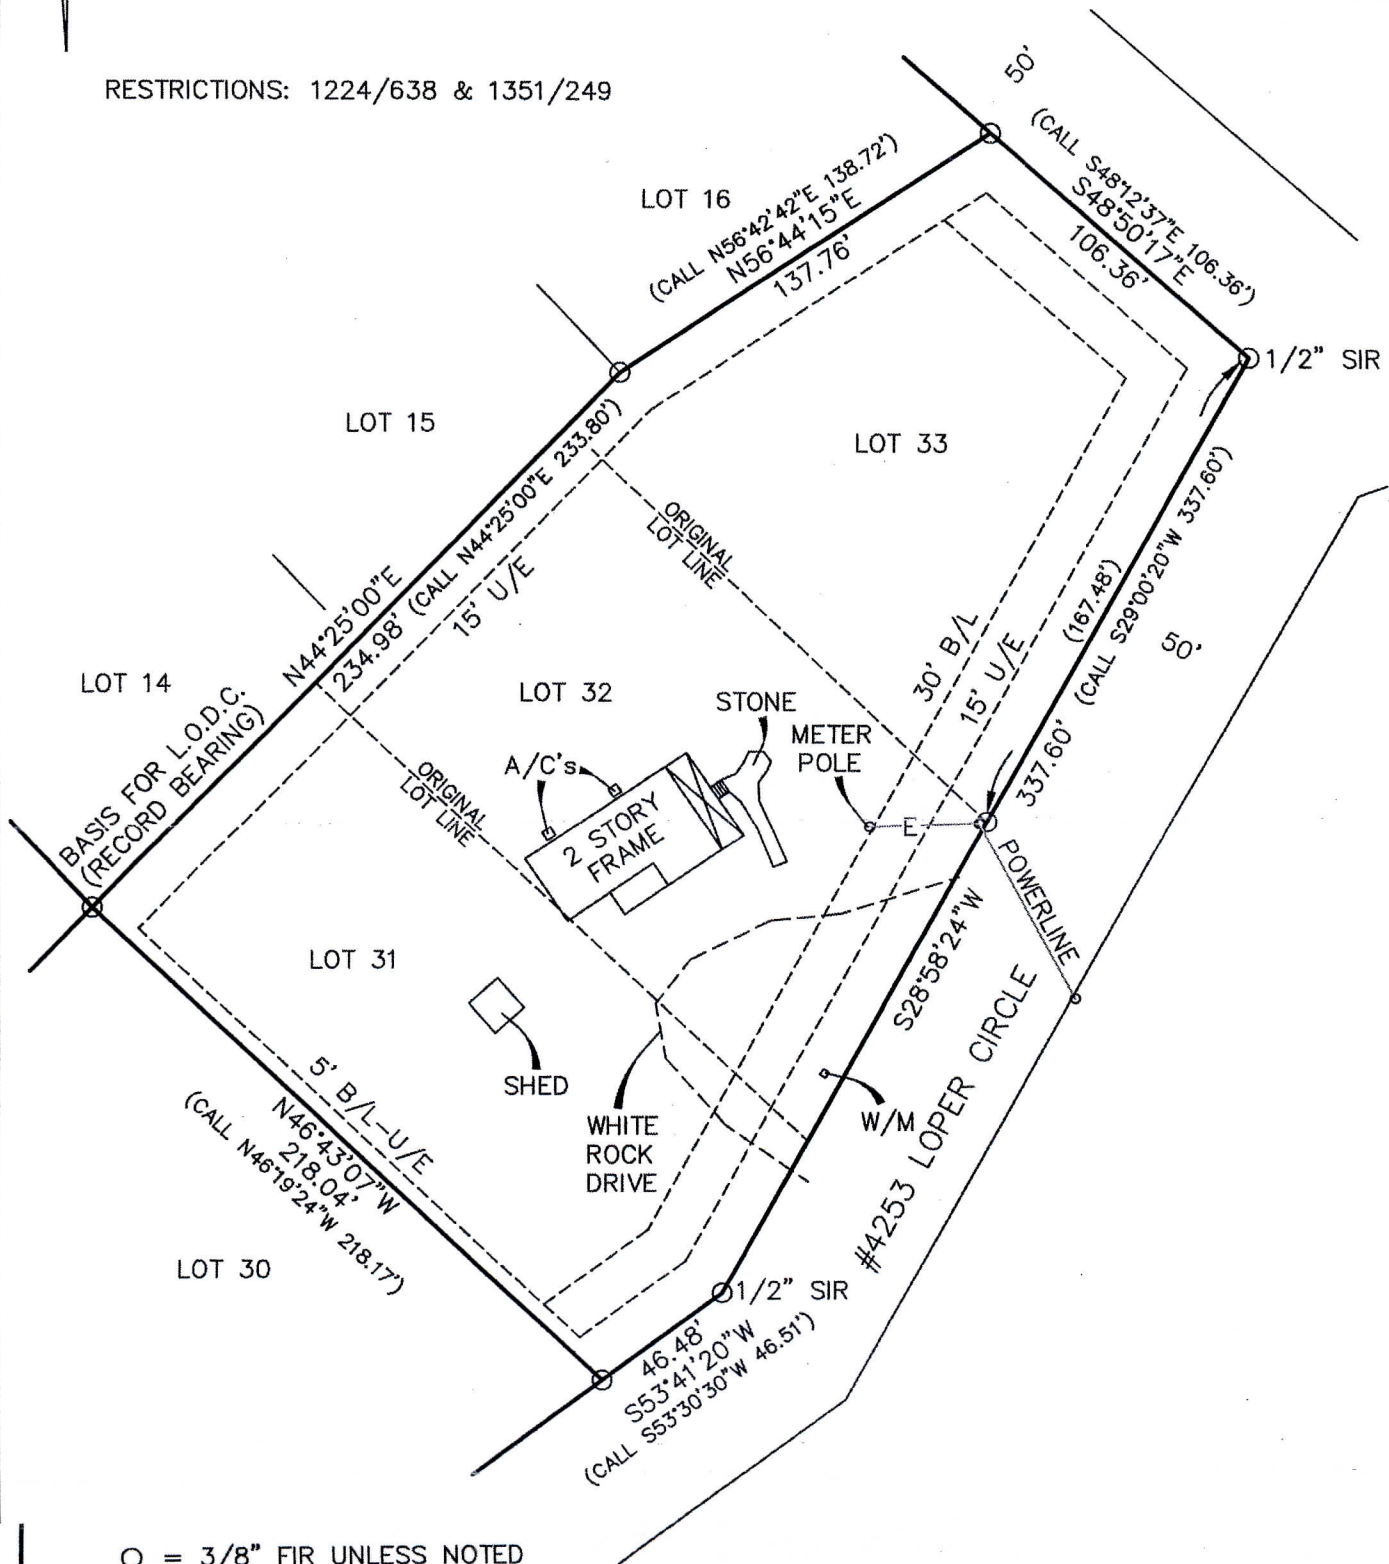 RESTRICTIONS: 1224/638 & 1351/249
50'
(CALL S48°12'37"E 106.36')
S48°50'17"E
106.36'
LOT 16
(CALL N56°42'42"E 138.72')
N56°44'15"E
137.76'
1/2" SIR
LOT 15
LOT 33
N44°25'00"E
234.98' (CALL N44°25'00"E 233.80')
15' U/E
ORIGINAL
LOT LINE
30' B/L
15' U/E
(167.48')
337.60' (CALL S29°00'20"W 337.60')
50'
LOT 14
LOT 32
BASIS FOR L.O.D.C.
(RECORD BEARING)
STONE
METER
POLE
A/C's
ORIGINAL
LOT LINE
2 STORY
FRAME
E
POWERLINE
S28°58'24"W
LOT 31
SHED
WHITE
ROCK
DRIVE
W/M
#4253 LOPER CIRCLE
5' B/L-U/E
N46°43'07"W
218.04'
(CALL N46°19'24"W 218.17')
LOT 30
1/2" SIR
46.48'
S53°41'20"W
(CALL S53°30'30"W 46.51')
O = 3/8" FIR UNLESS NOTED